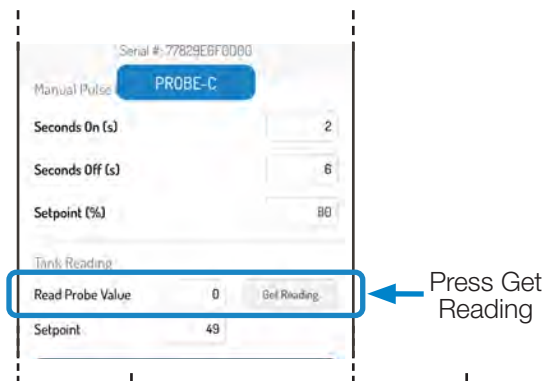 Serial #: 77829E6F0D80
Manual Pulse PROBE-C
Seconds On (s) 2
Seconds Off (s) 6
Setpoint (%) 80
Tank Reading
Read Probe Value 0 Get Reading
Setpoint 49
Press Get
Reading